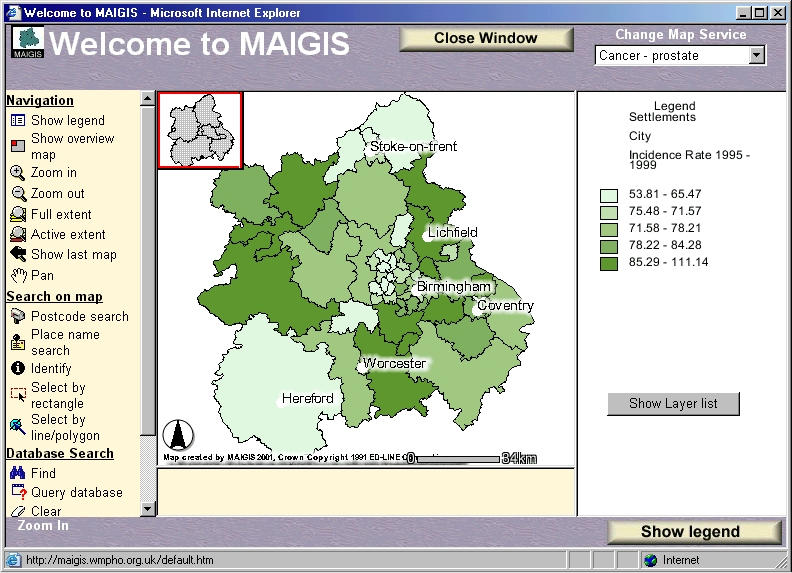 Welcome to MAIGIS - Microsoft Internet Explorer
MAIGIS
Welcome to MAIGIS
Close Window
Change Map Service
Cancer - prostate
Navigation
Show legend
Show overview
map
Zoom in
Zoom out
Full extent
Active extent
Show last map
Pan
Search on map
Postcode search
Place name
search
Identify
Select by
rectangle
Select by
line/polygon
Database Search
Find
Query database
Clear
Stoke-on-trent
Lichfield
Birmingham
Coventry
Worcester
Hereford
Map created by MAIGIS 2001, Crown Copyright 1991 ED-LINE
0
84km
Legend
Settlements
City
Incidence Rate 1995 -
1999
53.81 - 65.47
75.48 - 71.57
71.58 - 78.21
78.22 - 84.28
85.29 - 111.14
Show Layer list
Zoom In
Show legend
http://maigis.wmpho.org.uk/default.htm
Internet